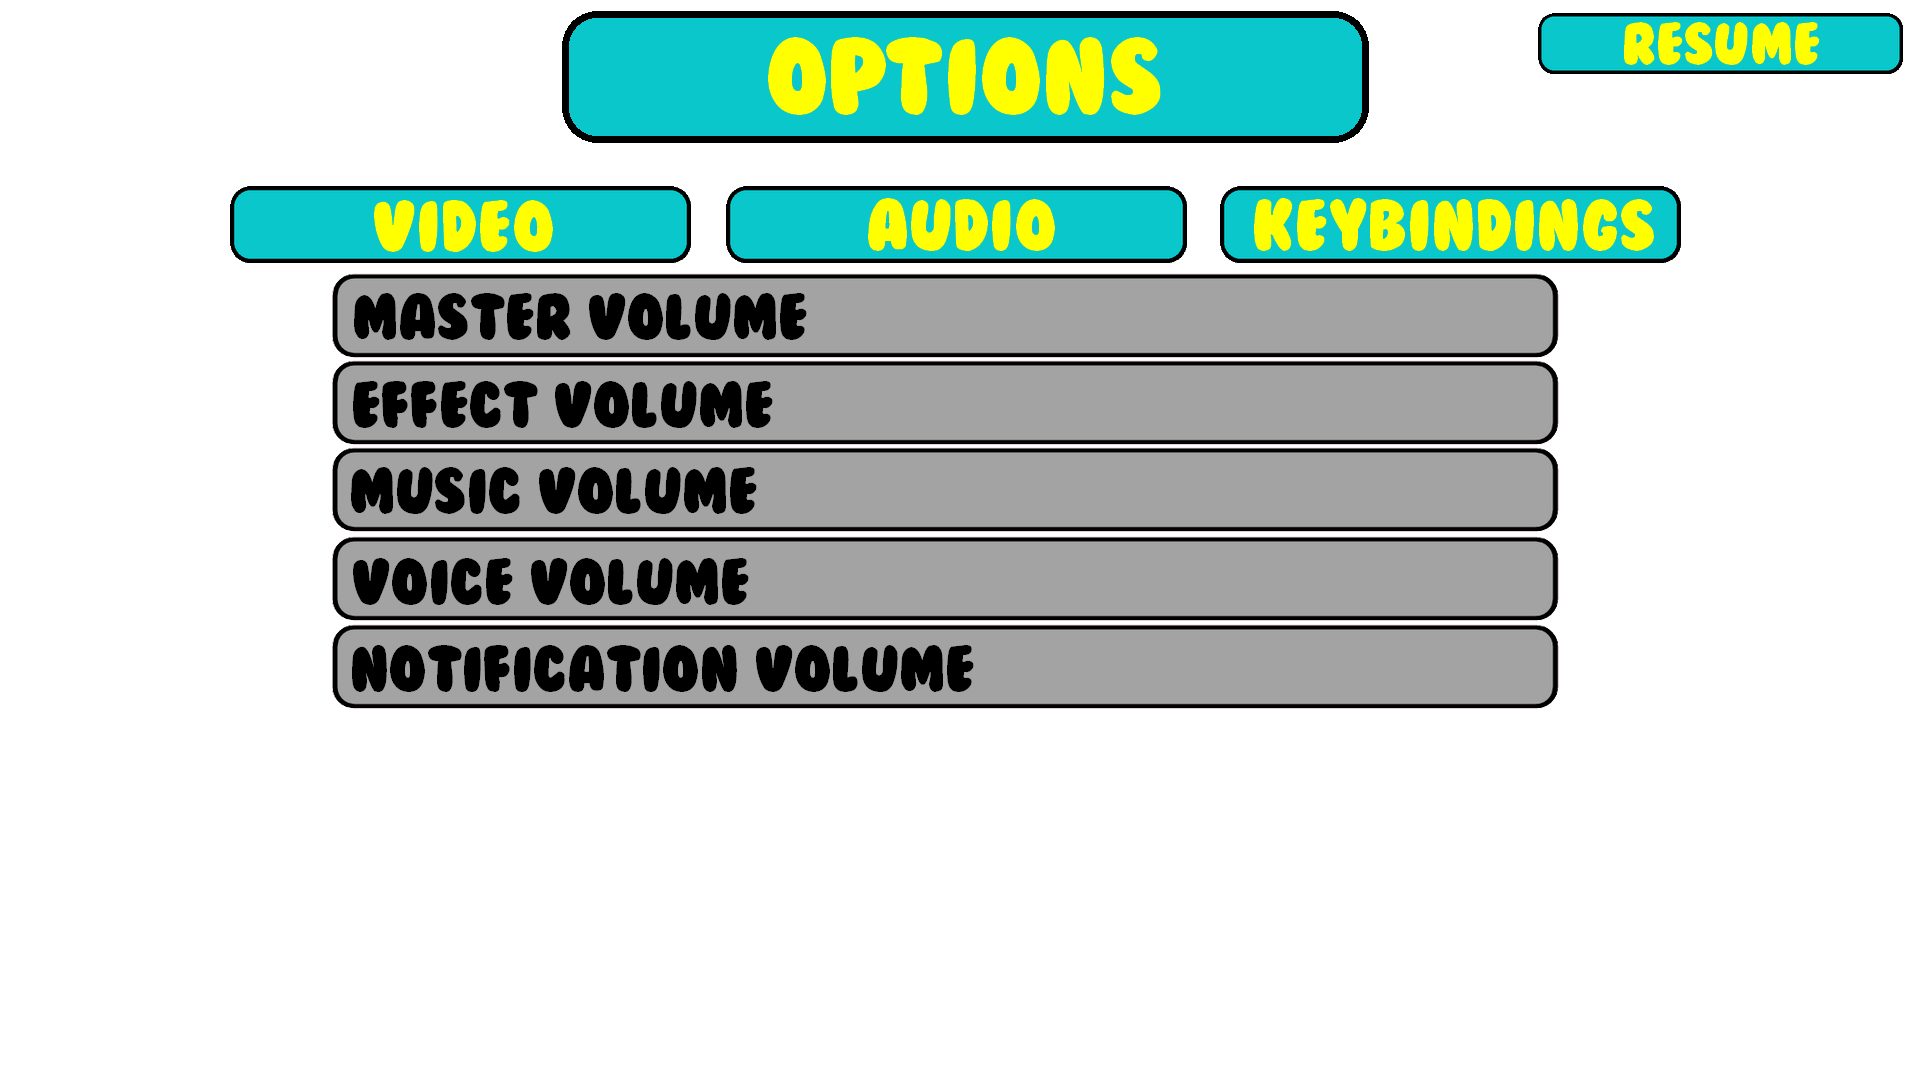 OPTIONS
RESUME
VIDEO
AUDIO
KEYBINDINGS
MASTER VOLUME
EFFECT VOLUME
MUSIC VOLUME
VOICE VOLUME
NOTIFICATION VOLUME